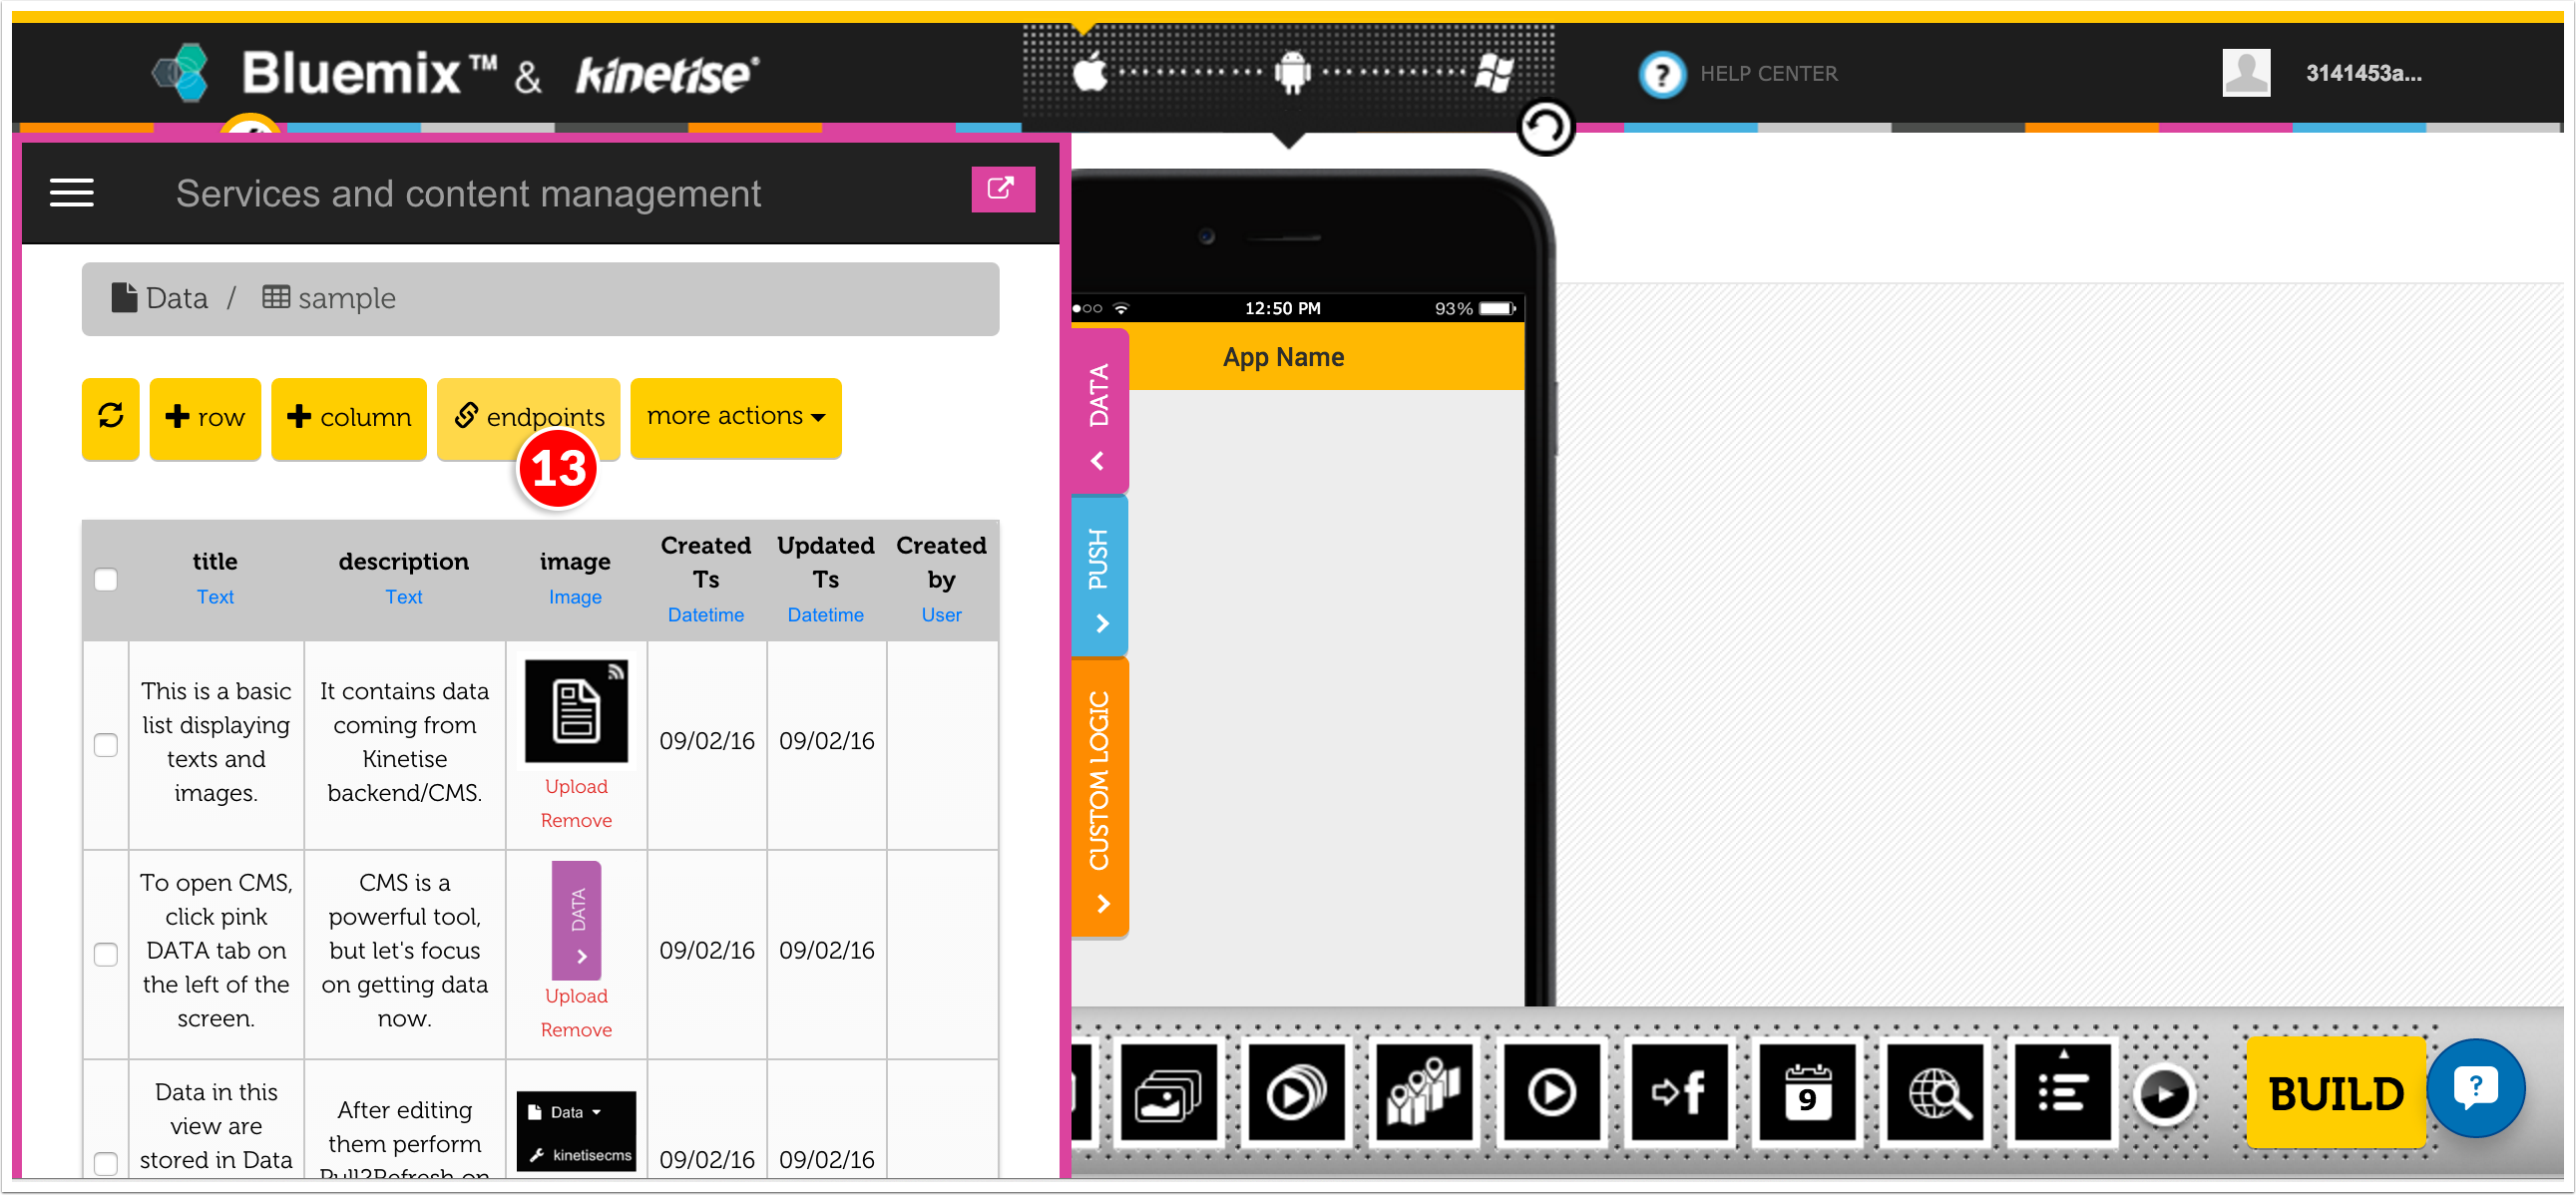 Bluemix™ & kinetise®
HELP CENTER
3141453a...
Services and content management
Data / sample
row
column
endpoints
more actions
13
title
Text
description
Text
image
Image
Created
Ts
Datetime
Updated
Ts
Datetime
Created
by
User
This is a basic
list displaying
texts and
images.
It contains data
coming from
Kinetise
backend/CMS.
Upload
Remove
09/02/16
09/02/16
To open CMS,
click pink
DATA tab on
the left of the
screen.
CMS is a
powerful tool,
but let's focus
on getting data
now.
DATA
Upload
Remove
09/02/16
09/02/16
Data in this
view are
stored in Data
After editing
them perform
Pull2Refresh on
Data
kinetisecms
09/02/16
09/02/16
12:50 PM
93%
App Name
DATA
PUSH
CUSTOM LOGIC
f
9
BUILD
?